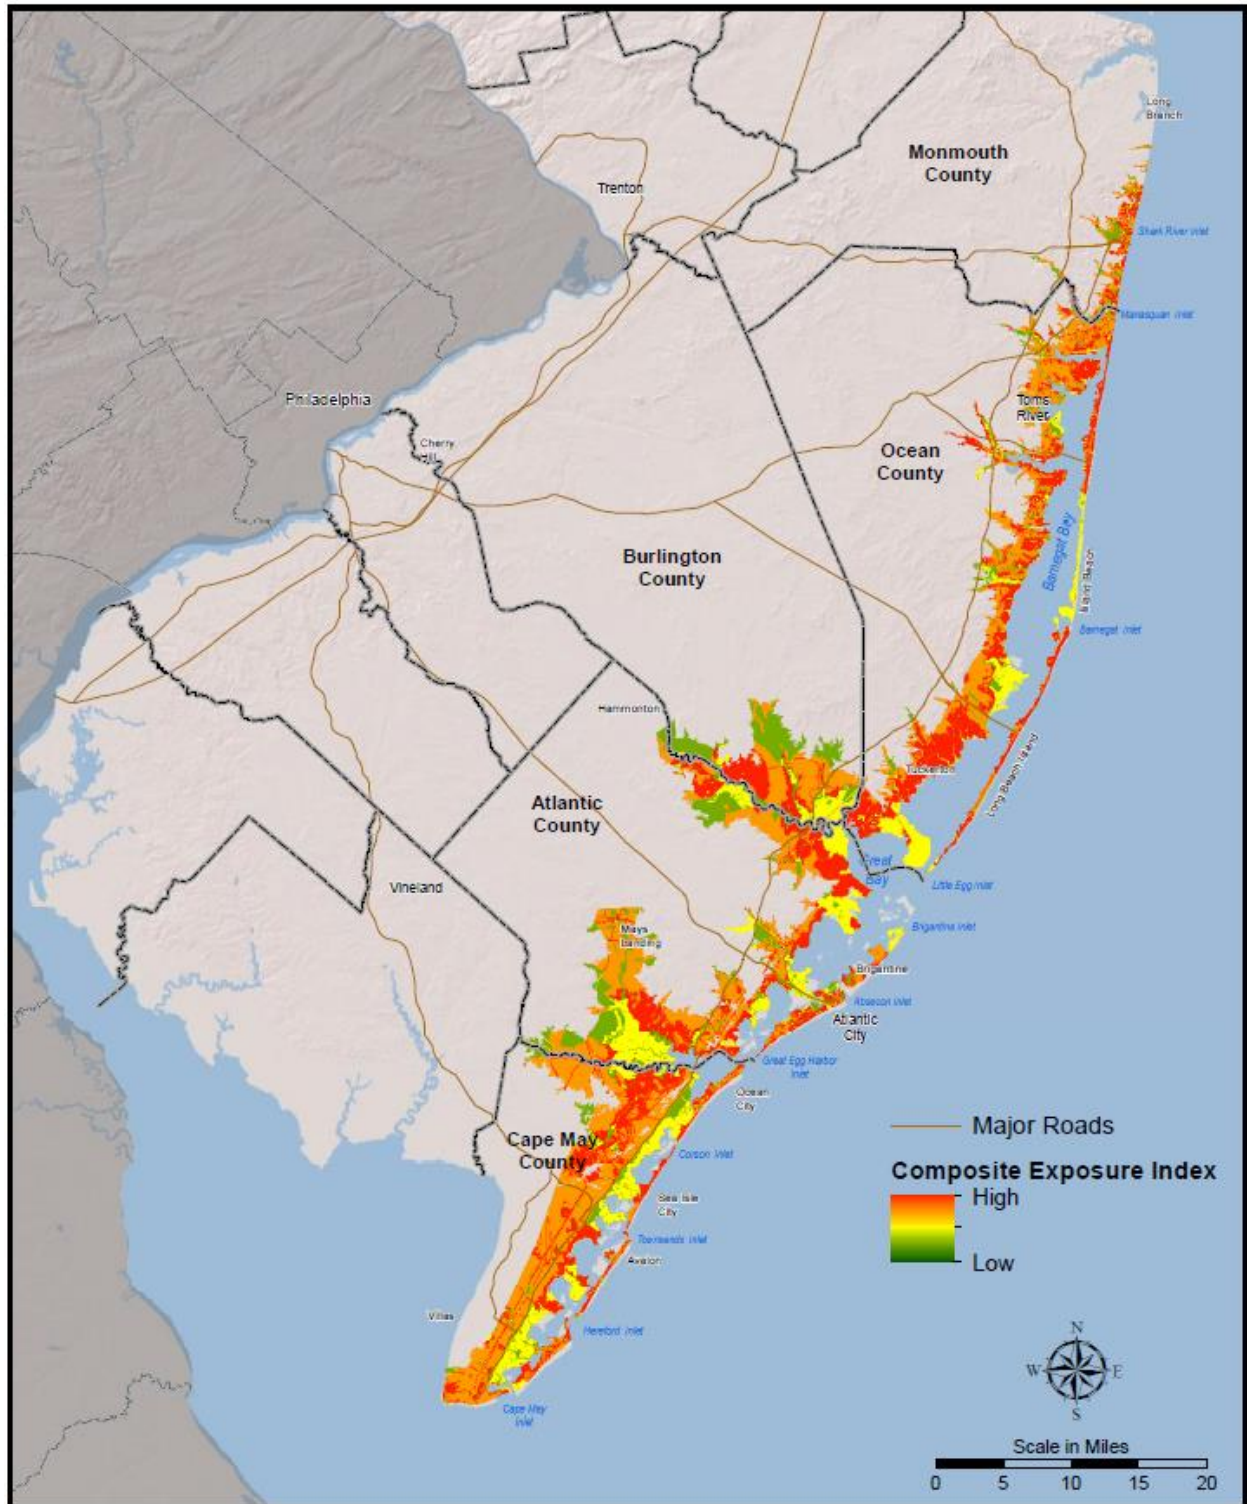 Long
Branch
Monmouth
County
Trenton
Shark River Inlet
Manasquan Inlet
Philadelphia
Toms
River
Cherry
Hill
Ocean
County
Barnegat Bay
Burlington
County
Island Beach
Barnegat Inlet
Hammonton
Long Beach Island
Tuckerton
Atlantic
County
Great
Bay
Vineland
Little Egg Inlet
Brigantine Inlet
Mays
Landing
Brigantine
Absecon Inlet
Atlantic
City
Great Egg Harbor
Inlet
Ocean
City
Major Roads
Cape May
County
Corson Inlet
Composite Exposure Index
High
Low
Sea Isle
City
Townsends Inlet
Avalon
Villas
Hereford Inlet
N
W
E
S
Cape May
Inlet
Scale in Miles
0 5 10 15 20